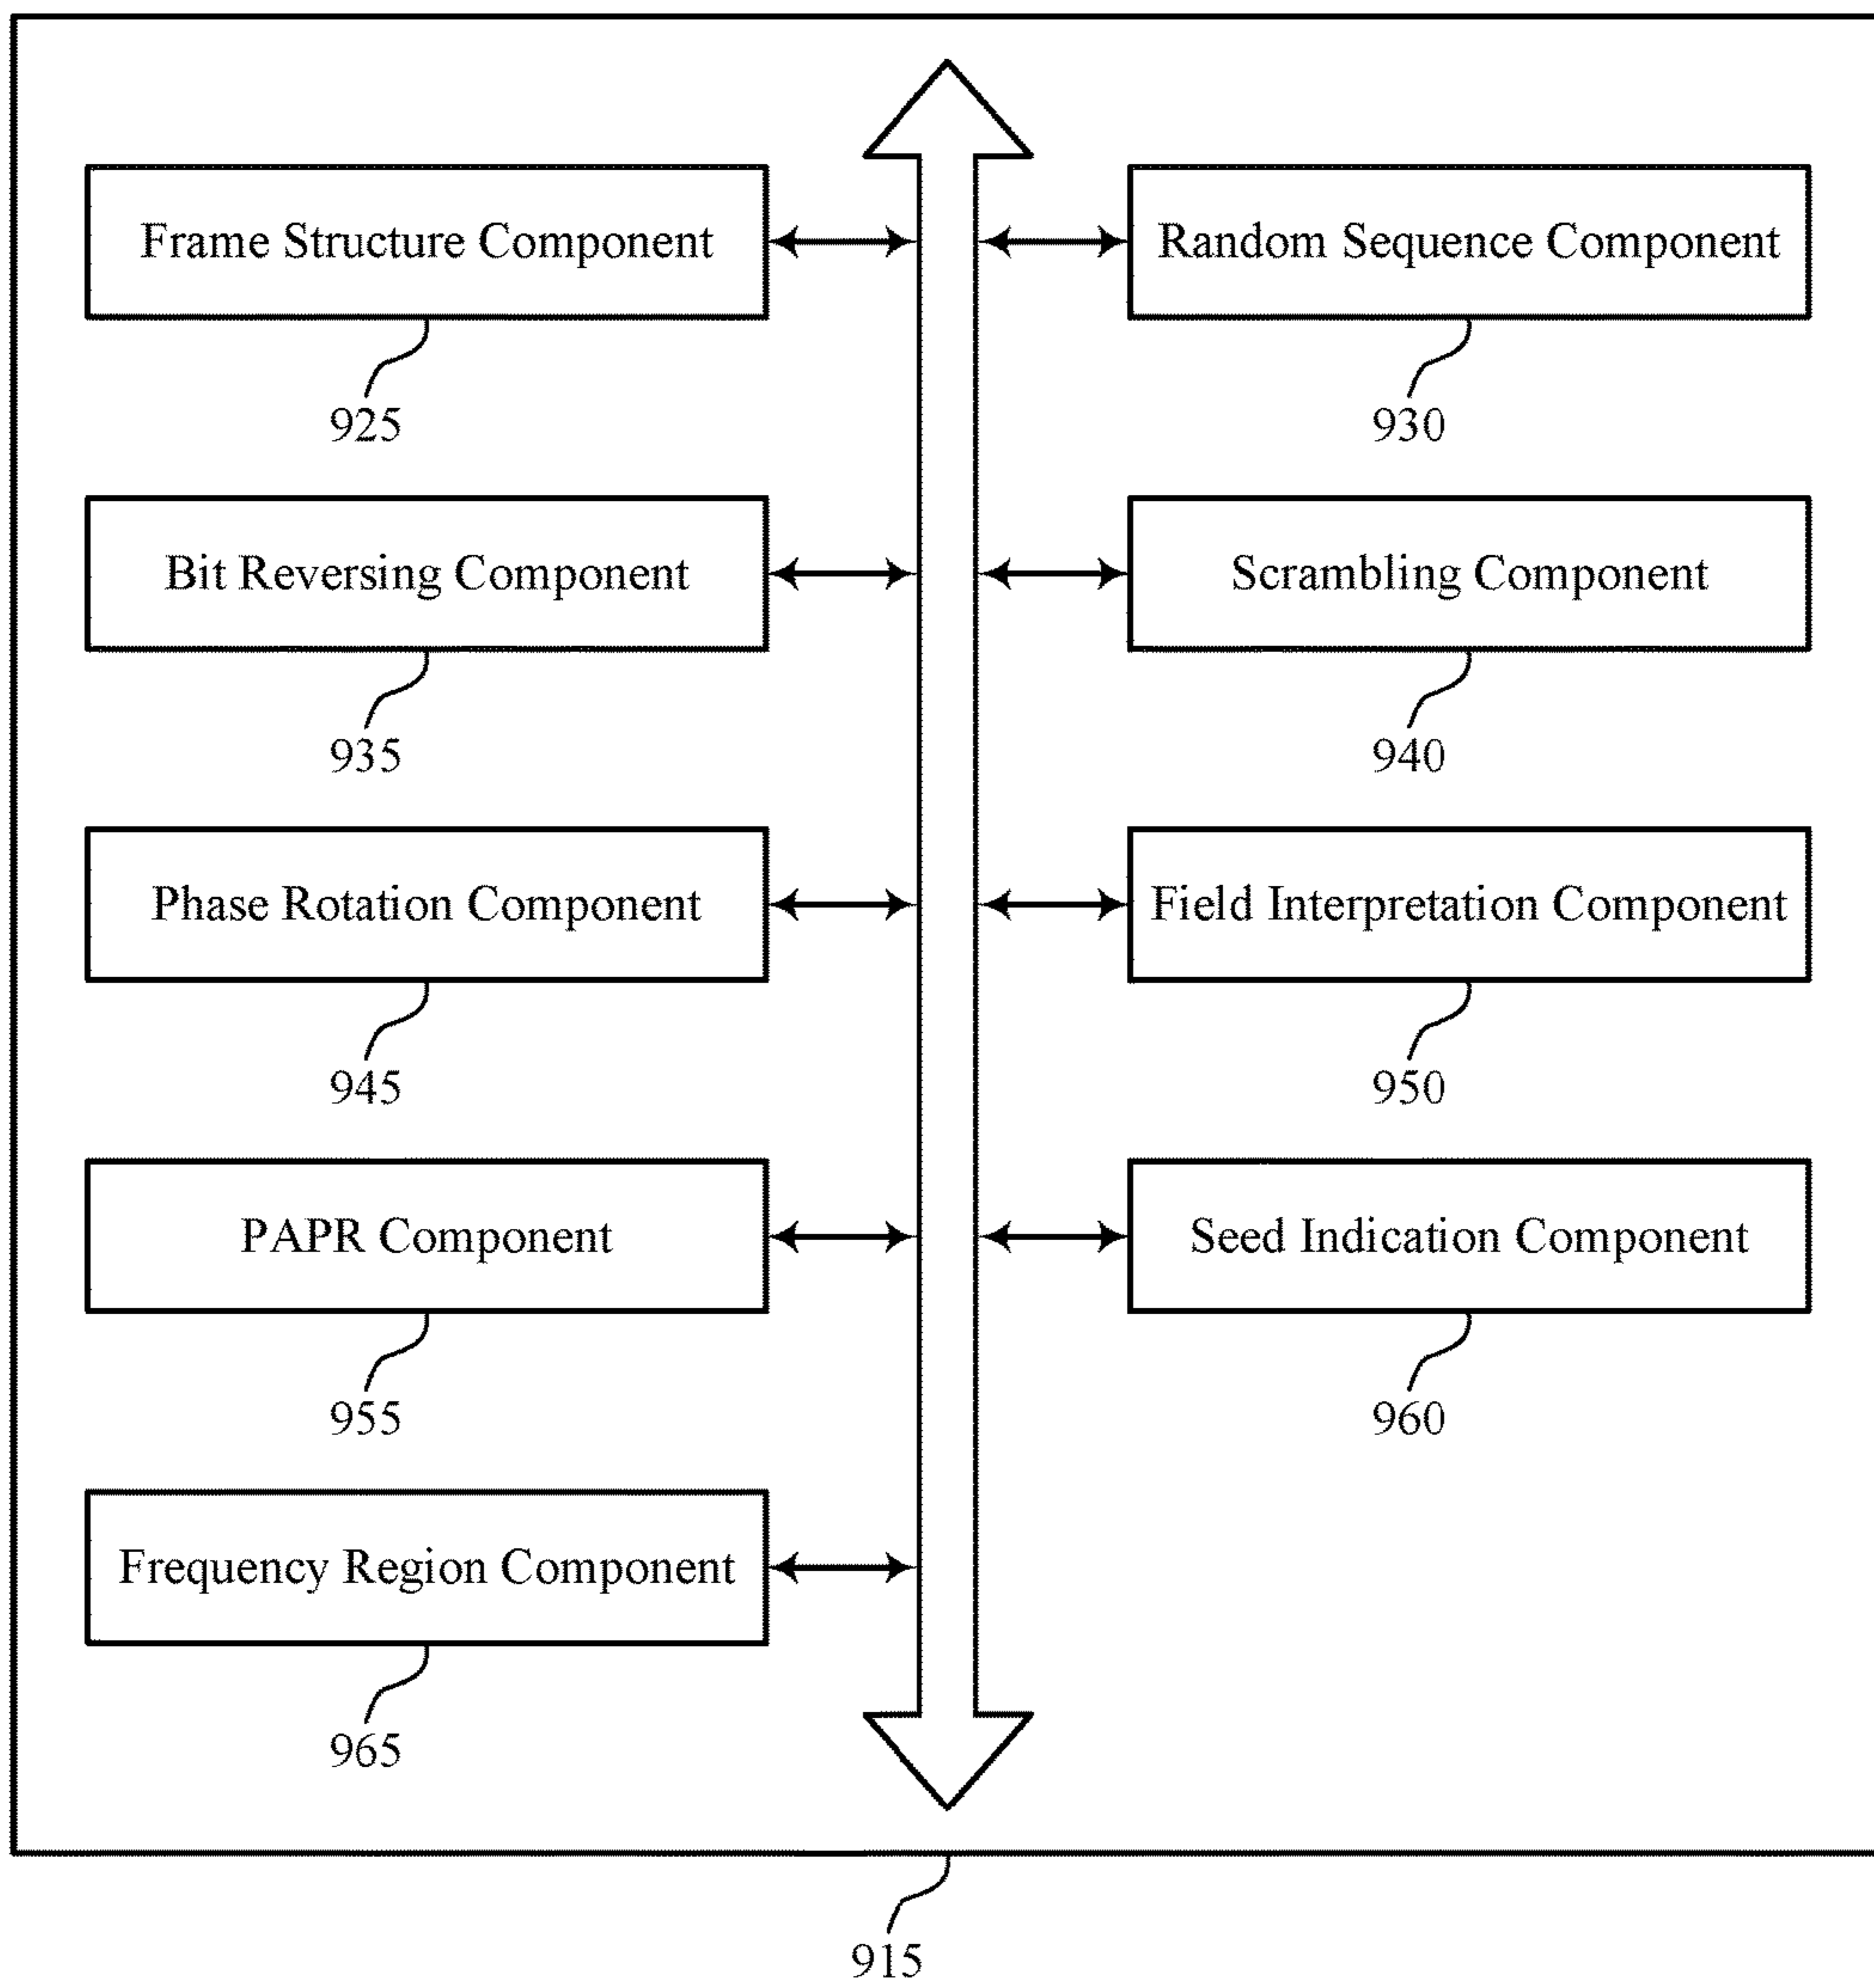 Frame Structure Component
Random Sequence Component
925
930
Bit Reversing Component
Scrambling Component
935
940
Phase Rotation Component
Field Interpretation Component
945
950
PAPR Component
Seed Indication Component
955
960
Frequency Region Component
965
915